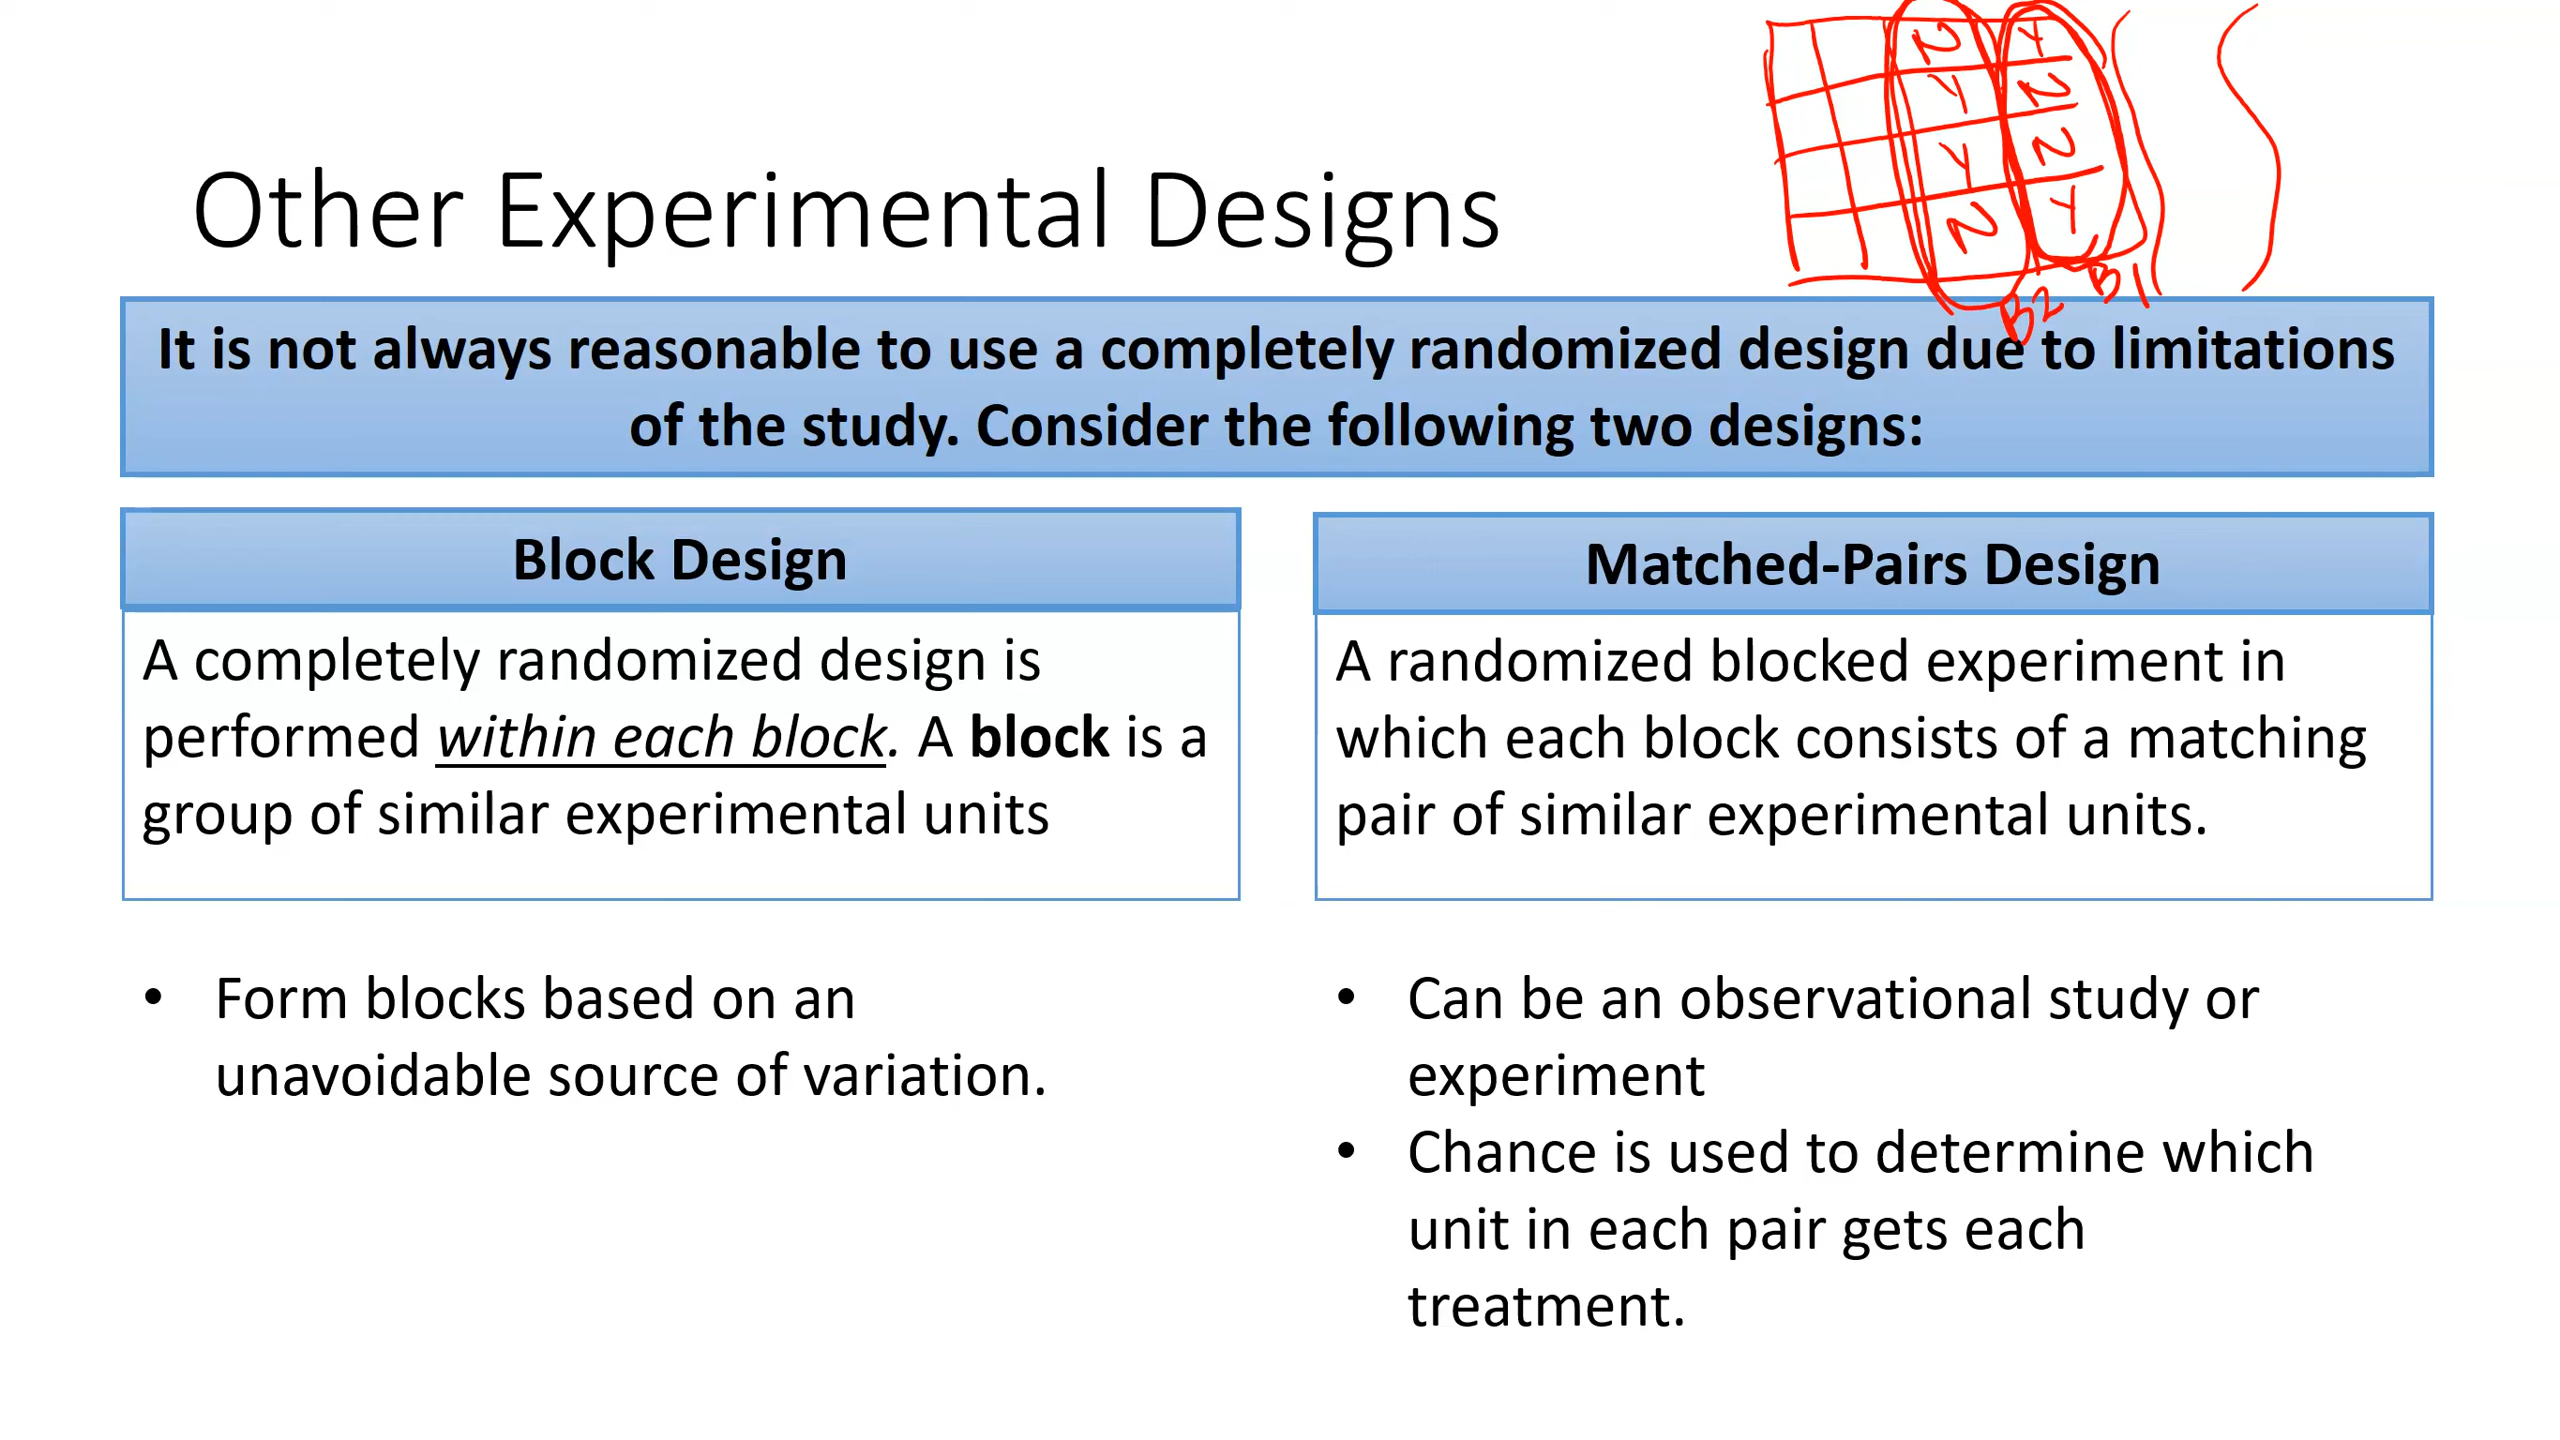 N Y
Y N
Y N
N Y
B2 B1
Other Experimental Designs
It is not always reasonable to use a completely randomized design due to limitations
of the study. Consider the following two designs:
Block Design
A completely randomized design is
performed within each block. A block is a
group of similar experimental units
• Form blocks based on an
unavoidable source of variation.
Matched-Pairs Design
A randomized blocked experiment in
which each block consists of a matching
pair of similar experimental units.
• Can be an observational study or
experiment
• Chance is used to determine which
unit in each pair gets each
treatment.